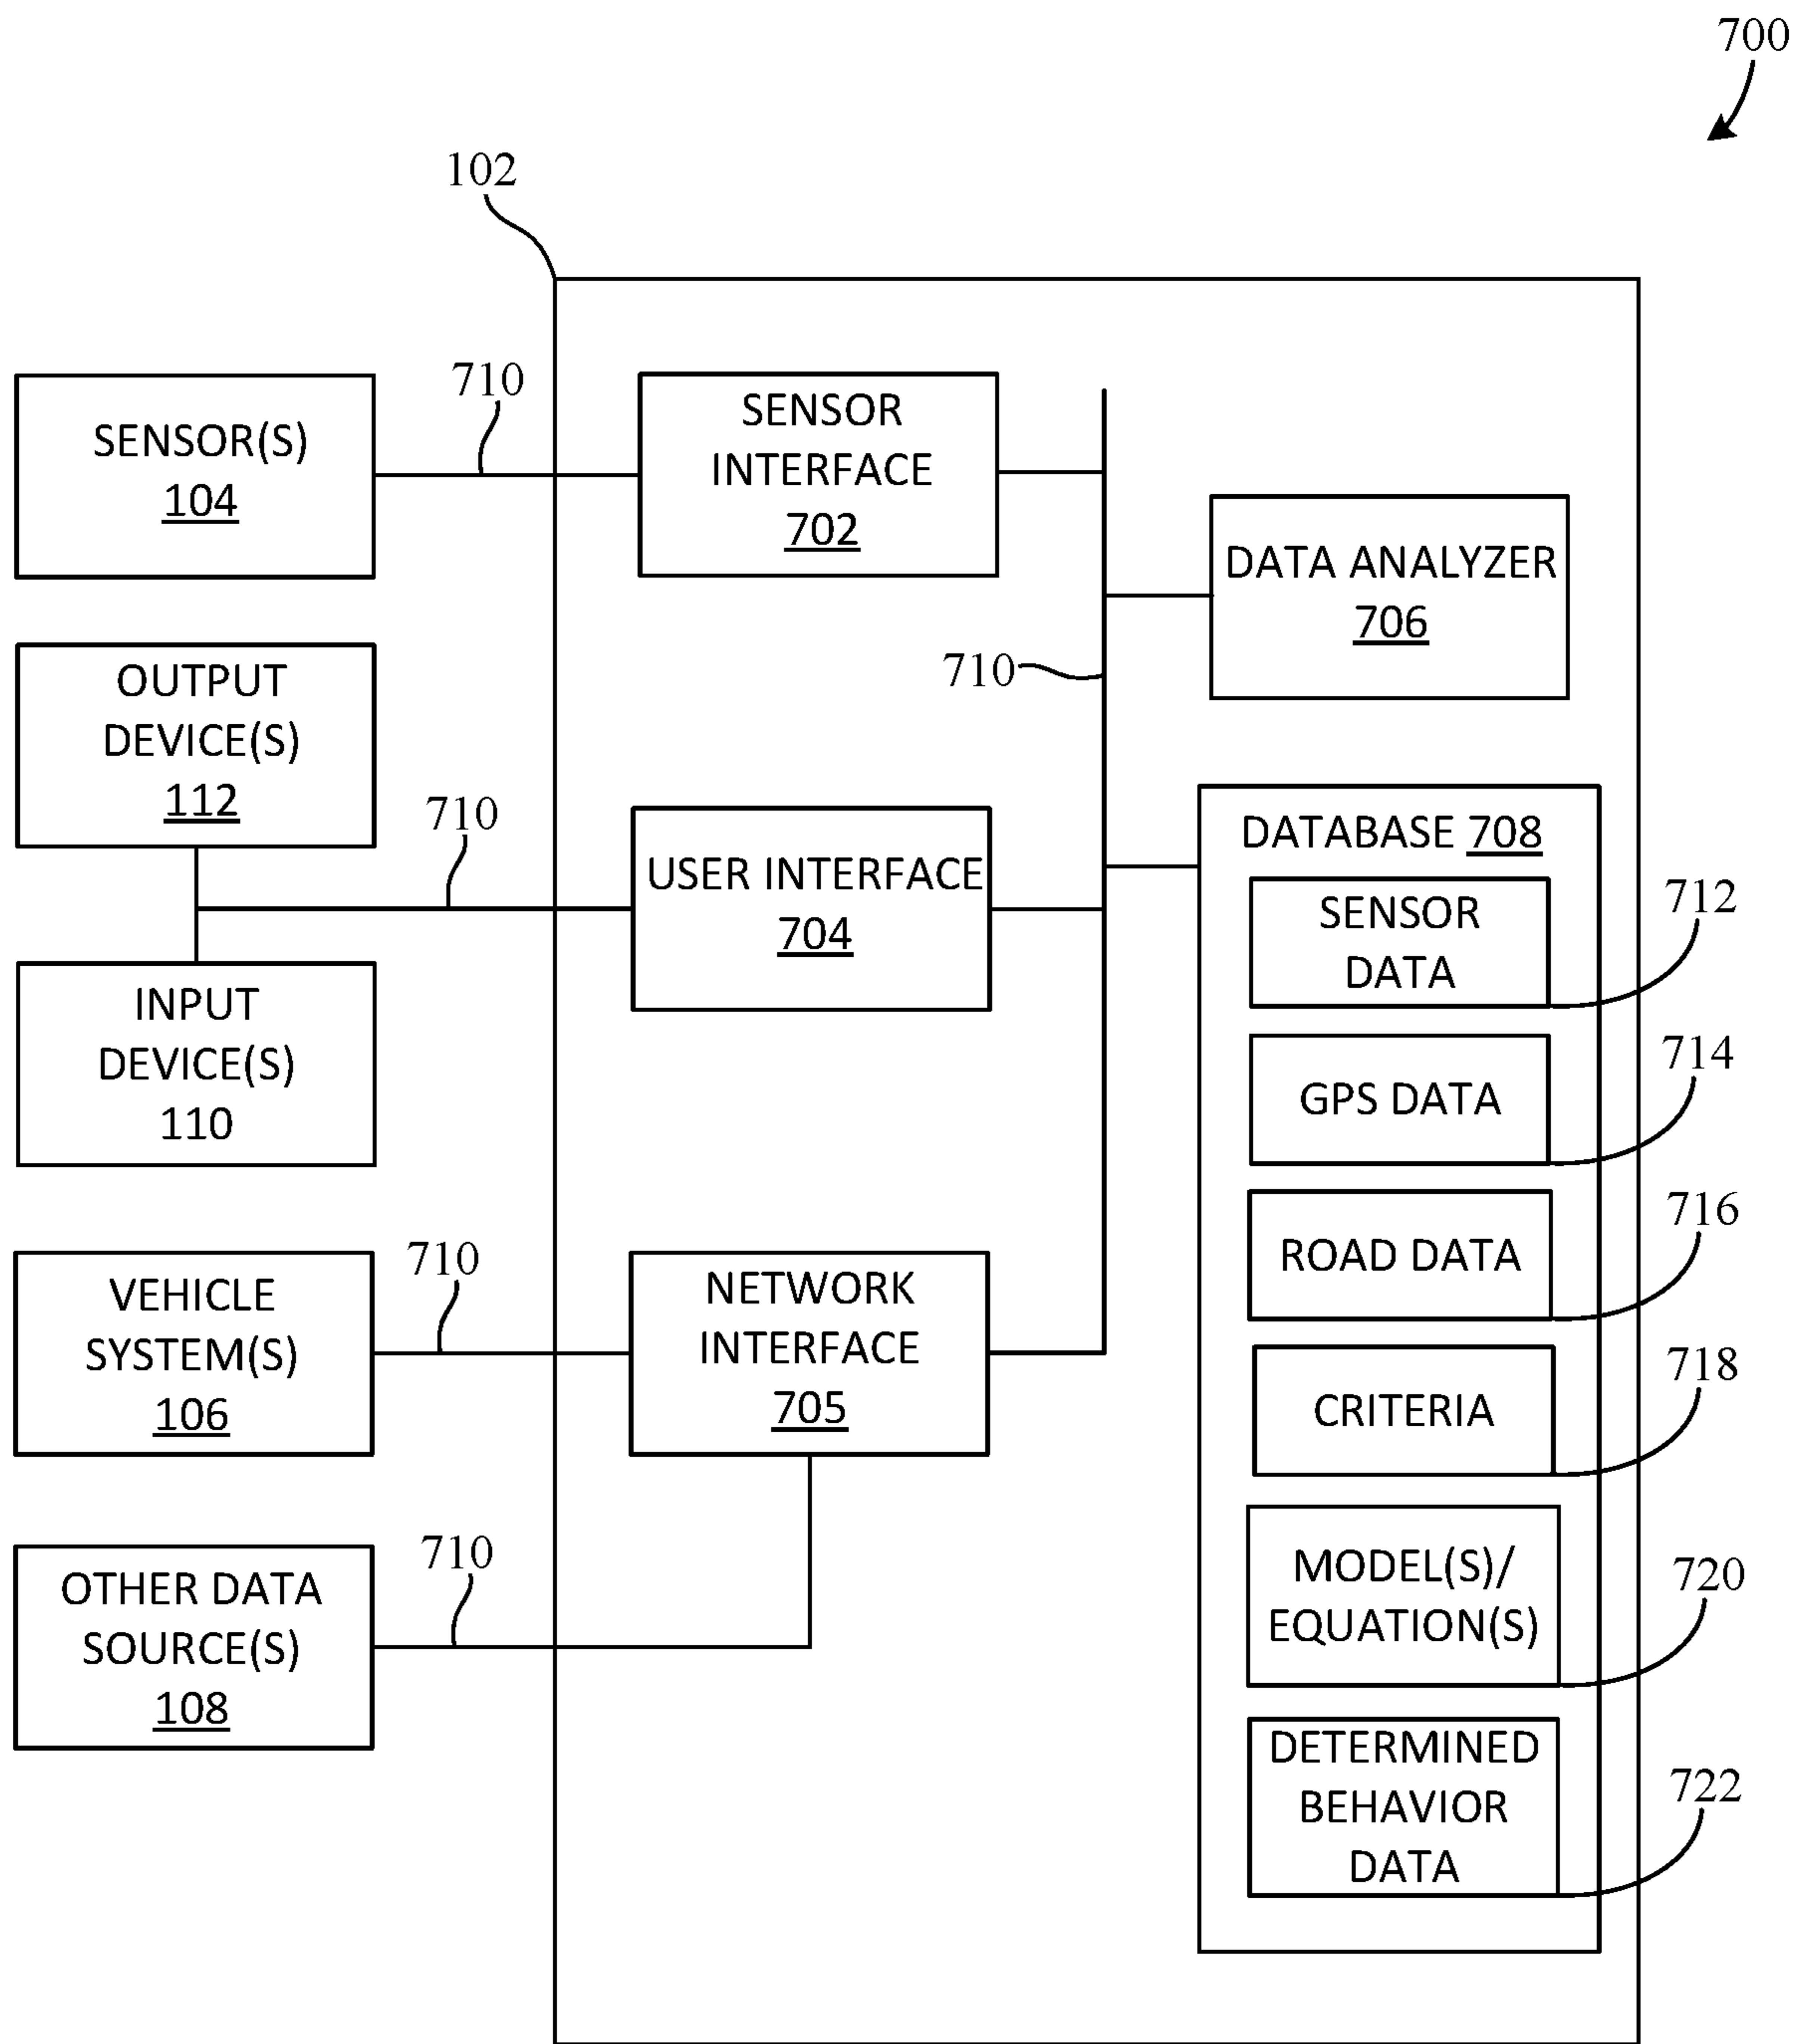 700
102
710
SENSOR(S)
104
SENSOR
INTERFACE
702
DATA ANALYZER
706
710
OUTPUT
DEVICE(S)
112
710
USER INTERFACE
704
INPUT
DEVICE(S)
110
DATABASE 708
SENSOR
DATA
712
GPS DATA
714
ROAD DATA
716
CRITERIA
718
MODEL(S)/
EQUATION(S)
720
DETERMINED
BEHAVIOR
DATA
722
VEHICLE
SYSTEM(S)
106
710
NETWORK
INTERFACE
705
OTHER DATA
SOURCE(S)
108
710